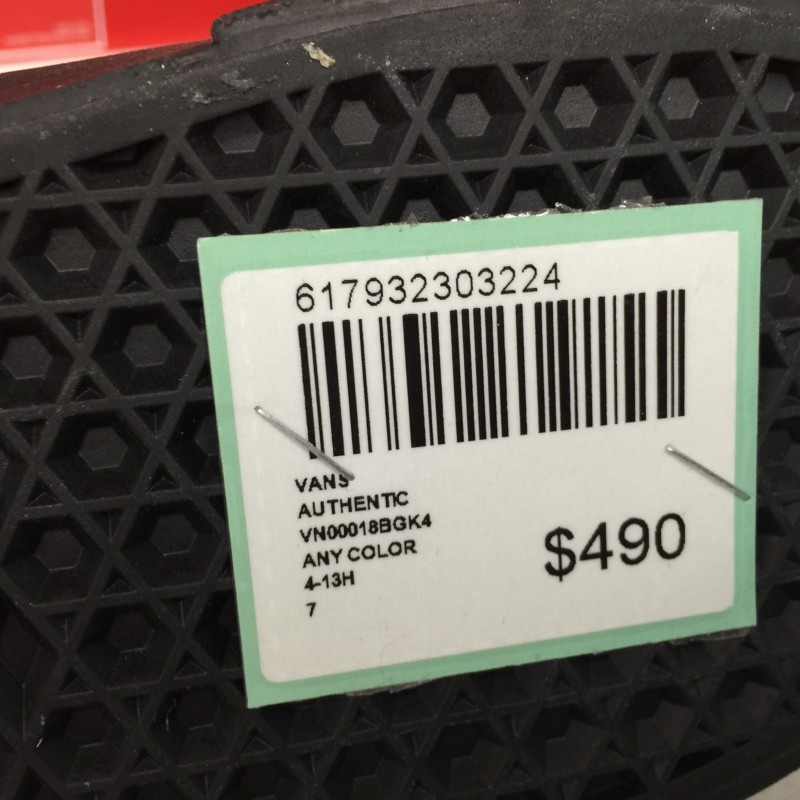 617932303224
VANS
AUTHENTIC
VN00018BGK4
ANY COLOR
4-13H
7
$490